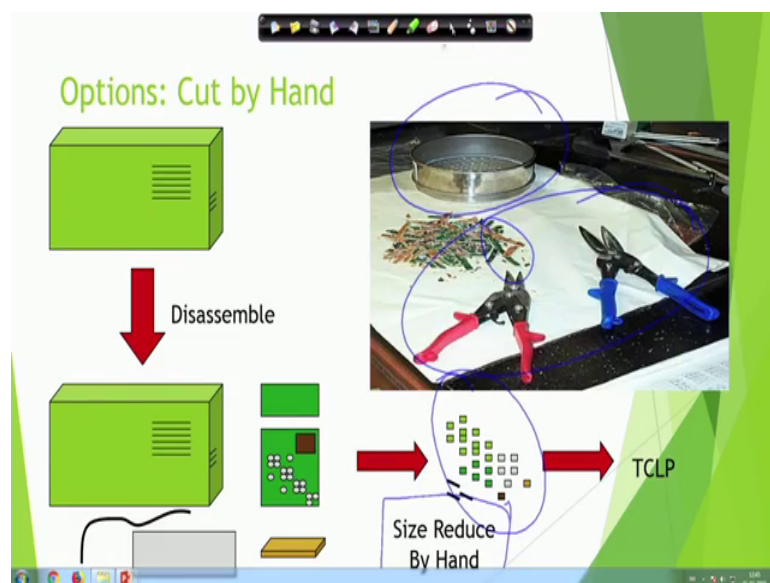 Options: Cut by Hand
Disassemble
Size Reduce
By Hand
TCLP